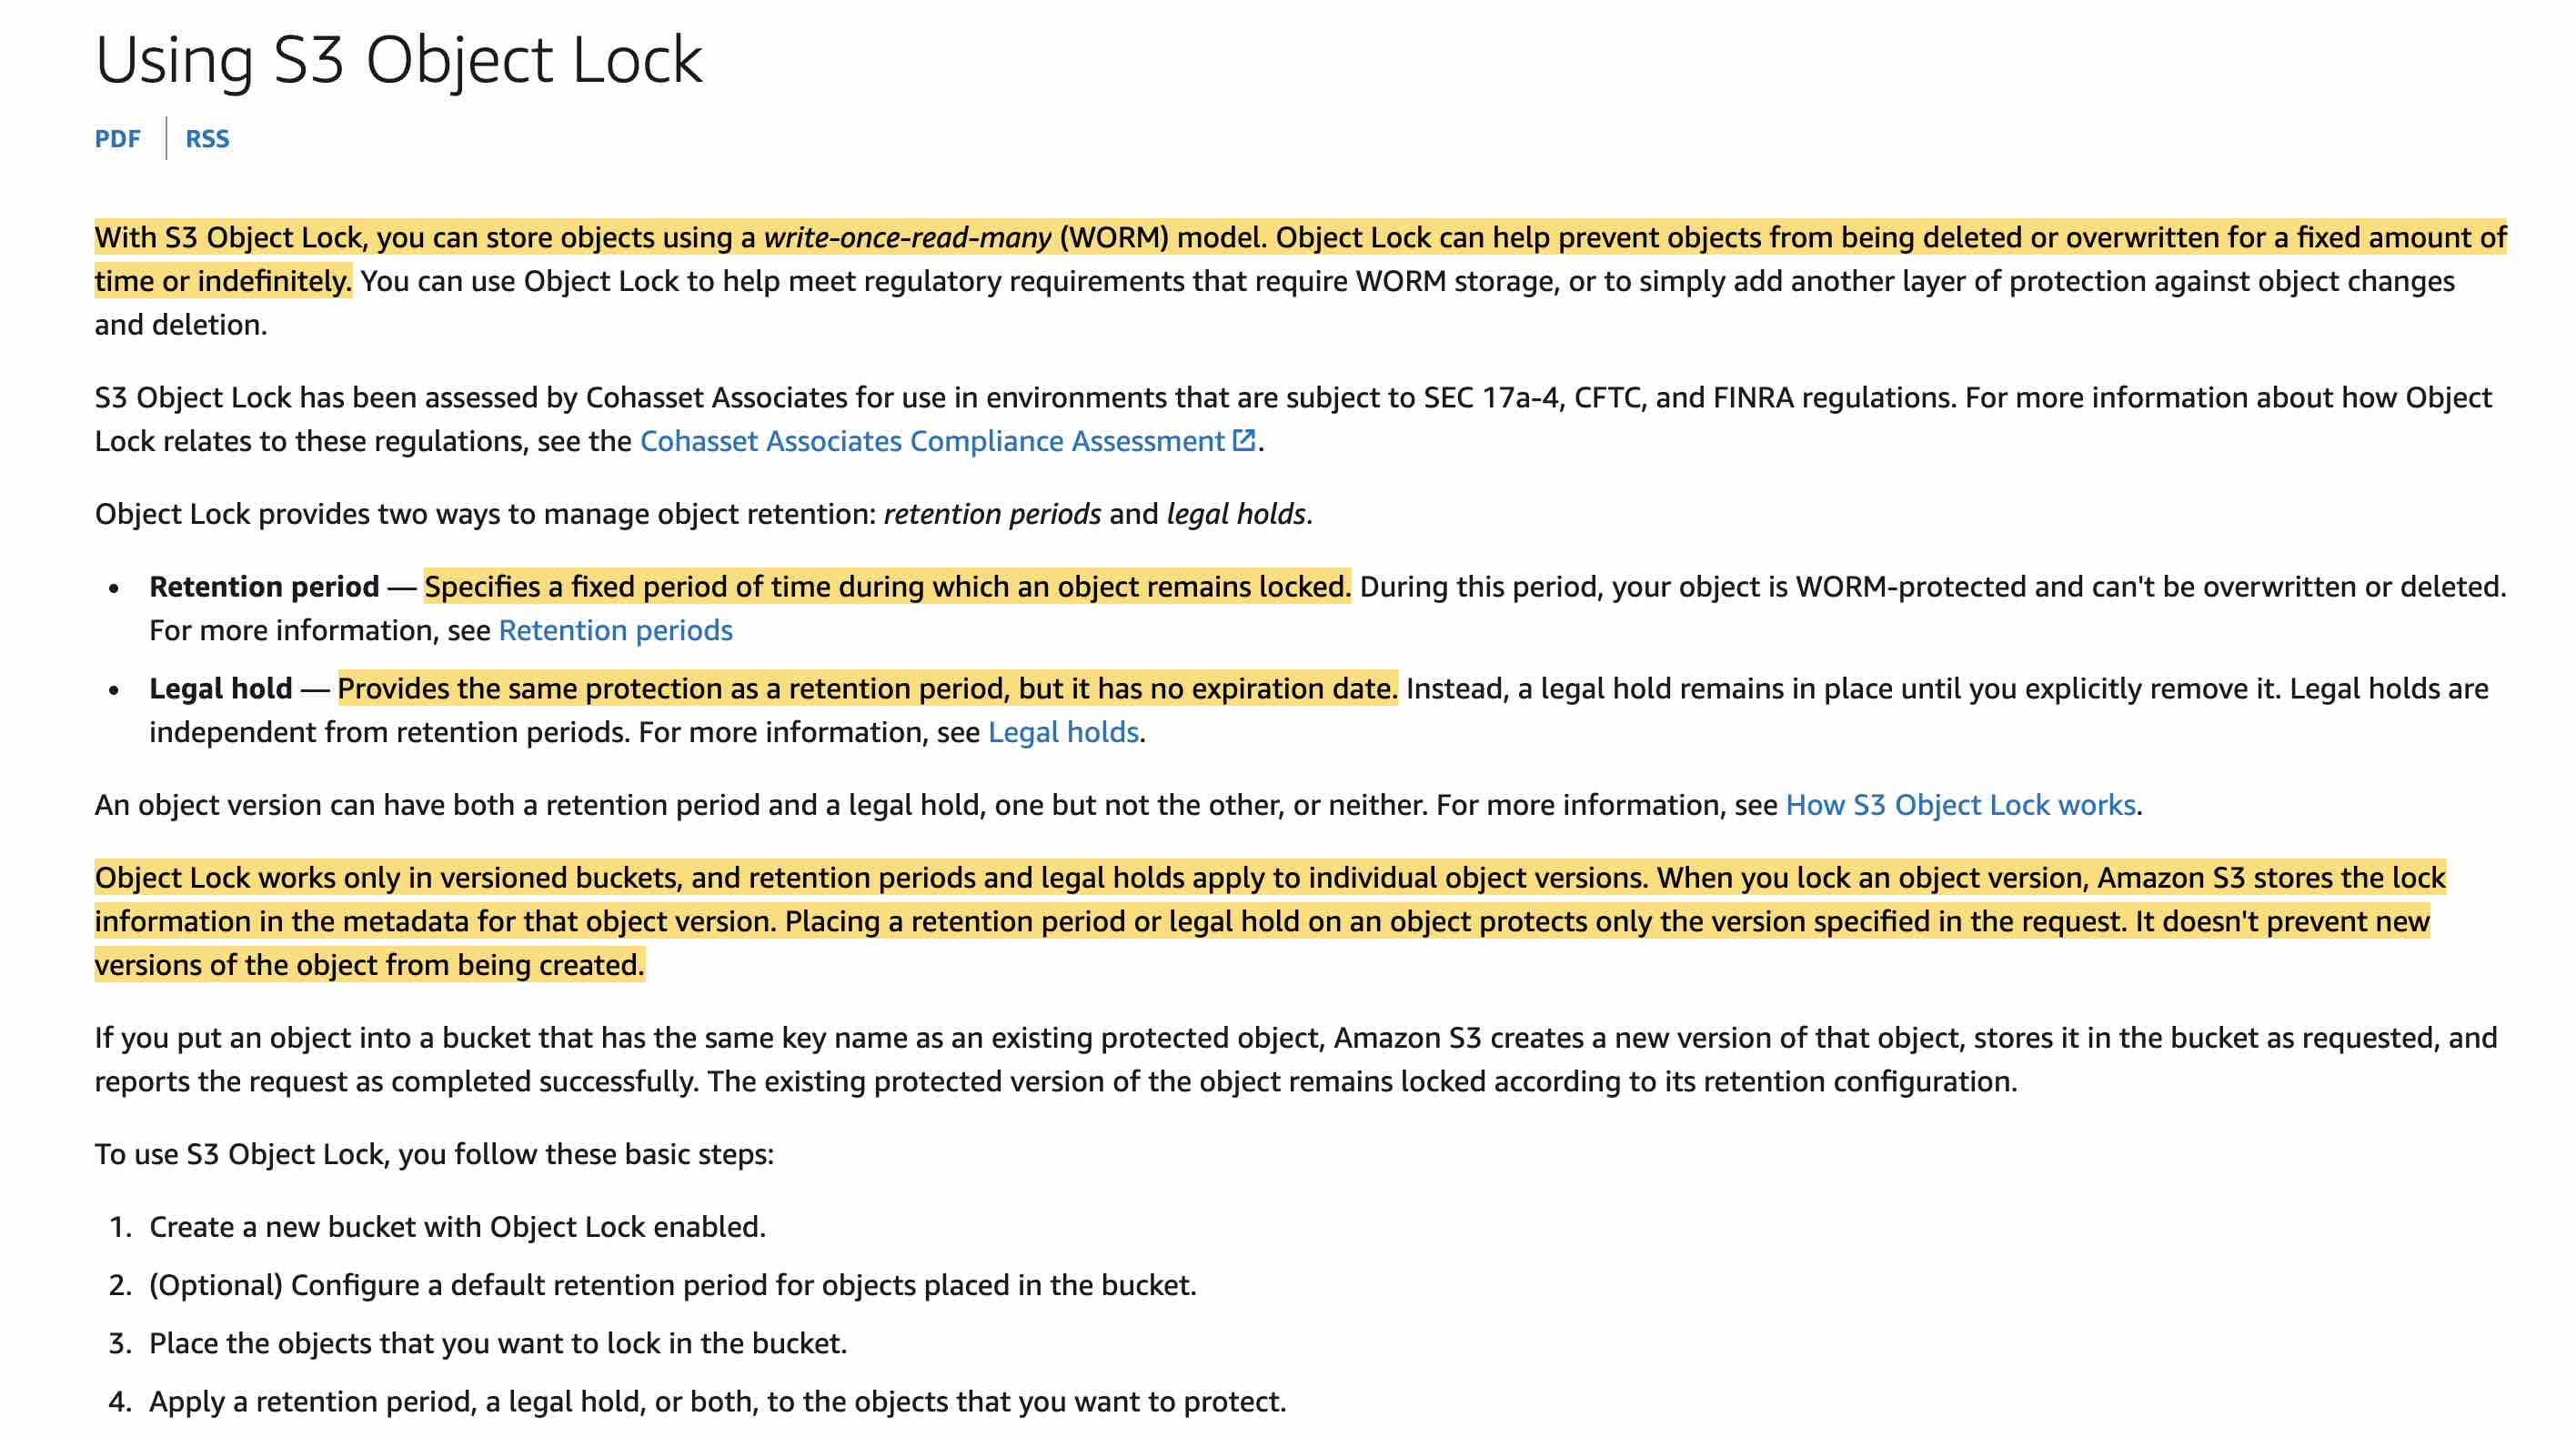 Using S3 Object Lock
PDF | RSS
With S3 Object Lock, you can store objects using a write-once-read-many (WORM) model. Object Lock can help prevent objects from being deleted or overwritten for a fixed amount of
time or indefinitely. You can use Object Lock to help meet regulatory requirements that require WORM storage, or to simply add another layer of protection against object changes
and deletion.
S3 Object Lock has been assessed by Cohasset Associates for use in environments that are subject to SEC 17a-4, CFTC, and FINRA regulations. For more information about how Object
Lock relates to these regulations, see the Cohasset Associates Compliance Assessment.
Object Lock provides two ways to manage object retention: retention periods and legal holds.
• Retention period — Specifies a fixed period of time during which an object remains locked. During this period, your object is WORM-protected and can't be overwritten or deleted.
For more information, see Retention periods
• Legal hold — Provides the same protection as a retention period, but it has no expiration date. Instead, a legal hold remains in place until you explicitly remove it. Legal holds are
independent from retention periods. For more information, see Legal holds.
An object version can have both a retention period and a legal hold, one but not the other, or neither. For more information, see How S3 Object Lock works.
Object Lock works only in versioned buckets, and retention periods and legal holds apply to individual object versions. When you lock an object version, Amazon S3 stores the lock
information in the metadata for that object version. Placing a retention period or legal hold on an object protects only the version specified in the request. It doesn't prevent new
versions of the object from being created.
If you put an object into a bucket that has the same key name as an existing protected object, Amazon S3 creates a new version of that object, stores it in the bucket as requested, and
reports the request as completed successfully. The existing protected version of the object remains locked according to its retention configuration.
To use S3 Object Lock, you follow these basic steps:
1. Create a new bucket with Object Lock enabled.
2. (Optional) Configure a default retention period for objects placed in the bucket.
3. Place the objects that you want to lock in the bucket.
4. Apply a retention period, a legal hold, or both, to the objects that you want to protect.